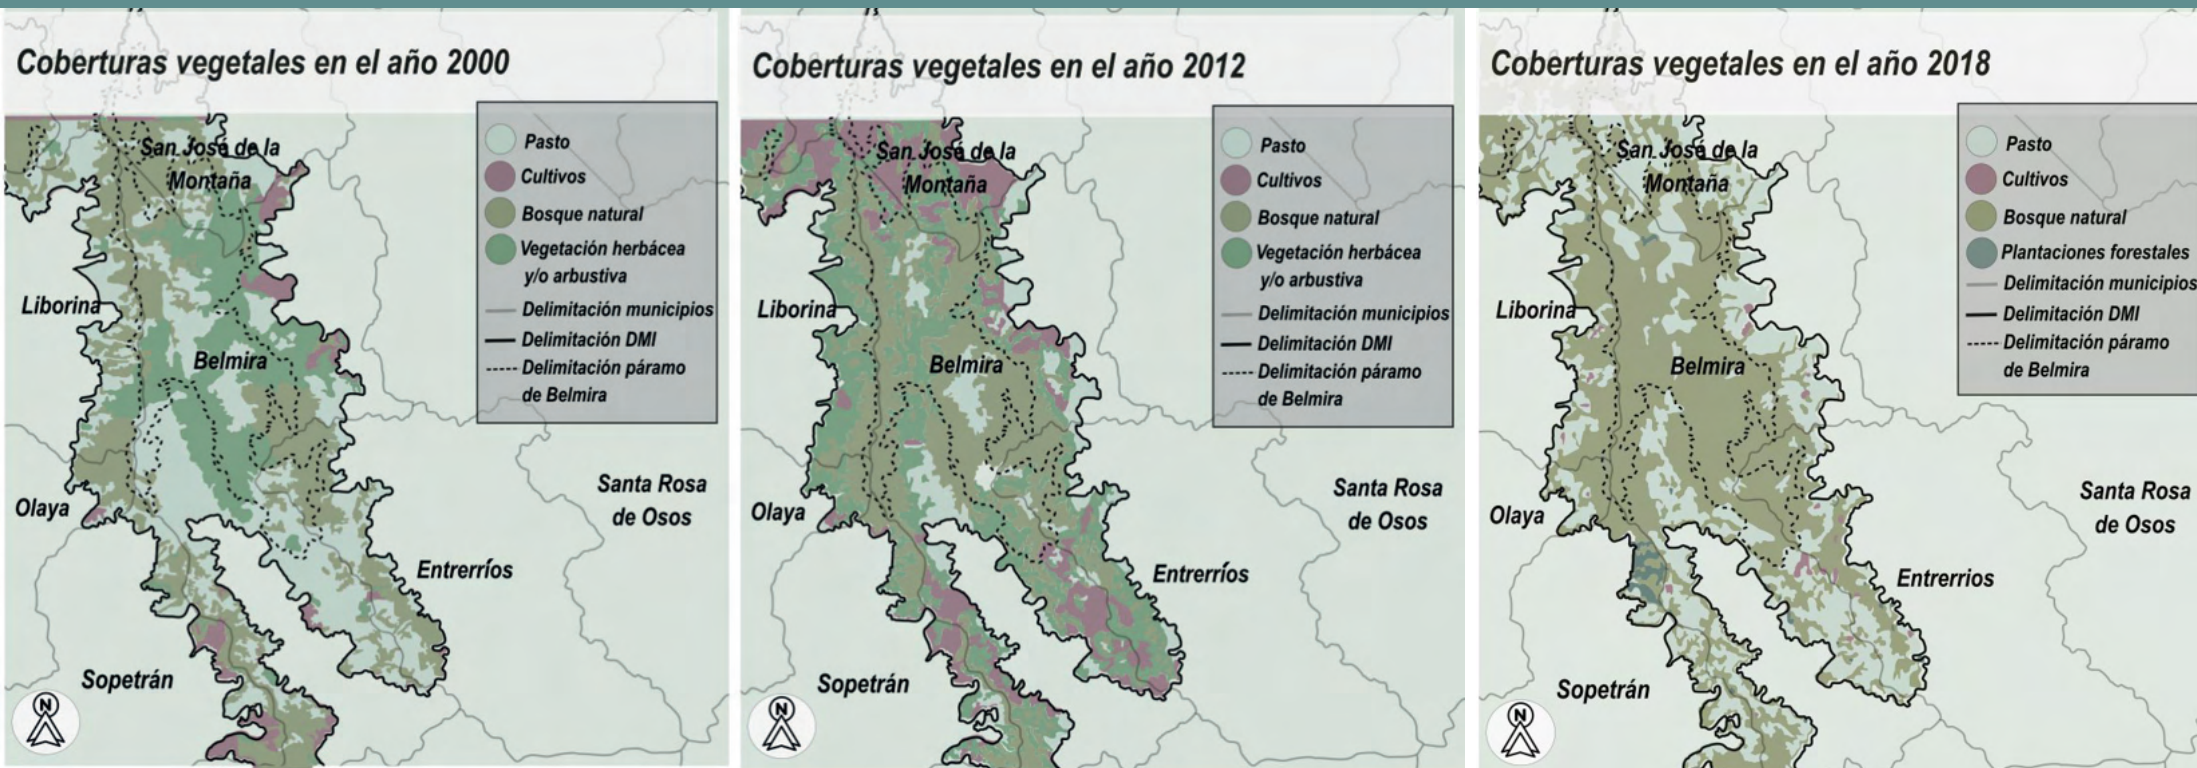 Coberturas vegetales en el año 2000
Pasto
Cultivos
Bosque natural
Vegetación herbácea
y/o arbustiva
Delimitación municipios
Delimitación DMI
Delimitación páramo
de Belmira
San José de la
Montaña
Liborina
Belmira
Olaya
Santa Rosa
de Osos
Entrerríos
Sopetrán
N
Coberturas vegetales en el año 2012
Pasto
Cultivos
Bosque natural
Vegetación herbácea
y/o arbustiva
Delimitación municipios
Delimitación DMI
Delimitación páramo
de Belmira
San José de la
Montaña
Liborina
Belmira
Olaya
Santa Rosa
de Osos
Entrerríos
Sopetrán
N
Coberturas vegetales en el año 2018
Pasto
Cultivos
Bosque natural
Plantaciones forestales
Delimitación municipios
Delimitación DMI
Delimitación páramo
de Belmira
San José de la
Montaña
Liborina
Belmira
Olaya
Santa Rosa
de Osos
Entrerrios
Sopetrán
N